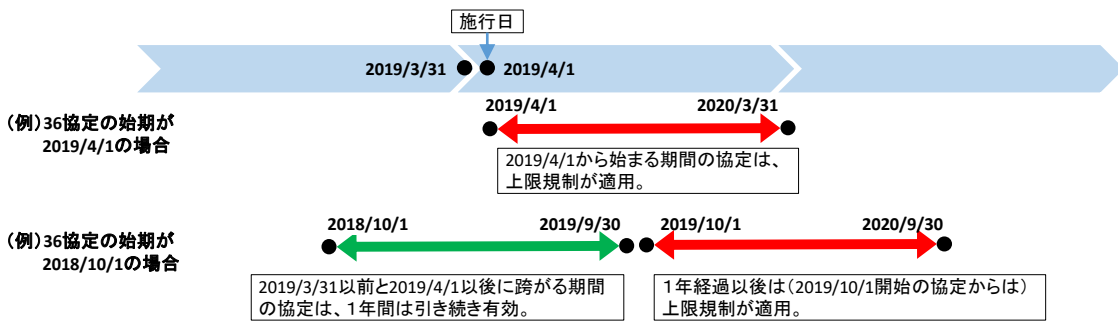 施行日
2019/3/31
2019/4/1
(例)36協定の始期が
2019/4/1の場合
2019/4/1
2020/3/31
2019/4/1から始まる期間の協定は、
上限規制が適用。
(例)36協定の始期が
2018/10/1の場合
2018/10/1
2019/9/30
2019/10/1
2020/9/30
2019/3/31以前と2019/4/1以後に跨がる期間
の協定は、1年間は引き続き有効。
1年経過以後は(2019/10/1開始の協定からは)
上限規制が適用。